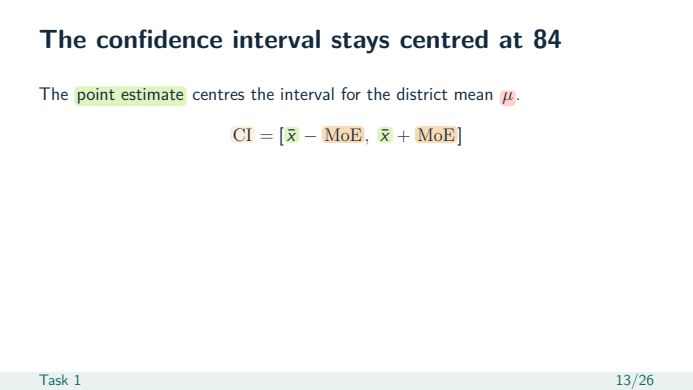 The confidence interval stays centred at 84
The point estimate centres the interval for the district mean μ.
CI = [x̄ − MoE, x̄ + MoE]
Task 1
13/26